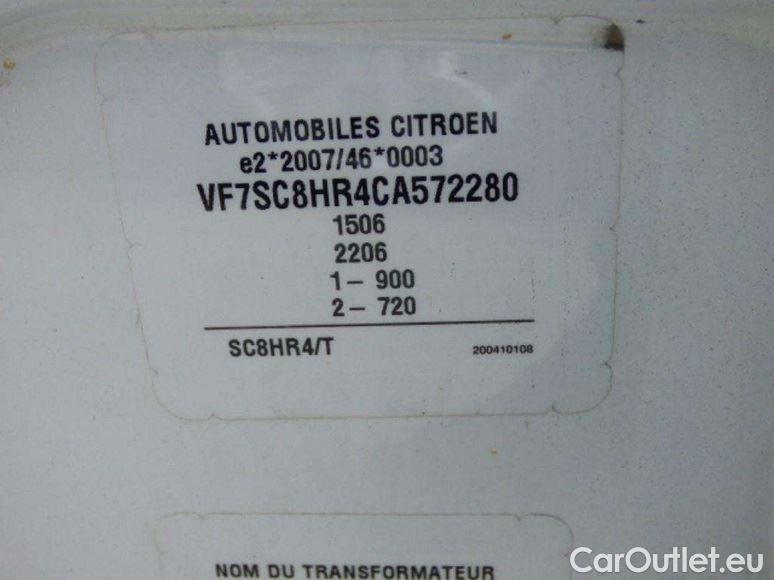 AUTOMOBILES CITROEN
e2*2007/46*0003
VF7SC8HR4CA572280
1506
2206
1– 900
2– 720
SC8HR4/T 200410108
NOM DU TRANSFORMATEUR
CarOutlet.eu